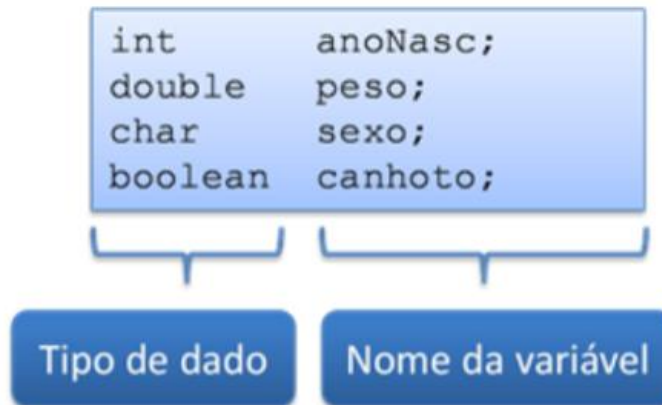 int anoNasc;
double peso;
char sexo;
boolean canhoto;
Tipo de dado
Nome da variável